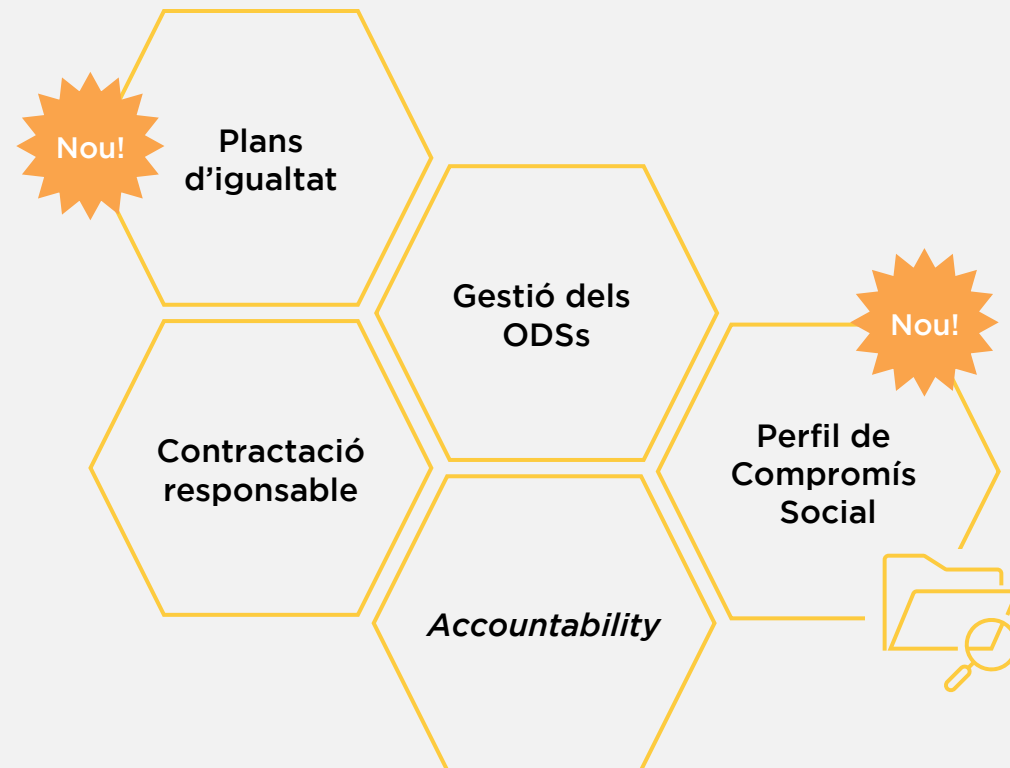 Nou!
Plans
d’igualtat
Gestió dels
ODSs
Nou!
Contractació
responsable
Perfil de
Compromís
Social
Accountability